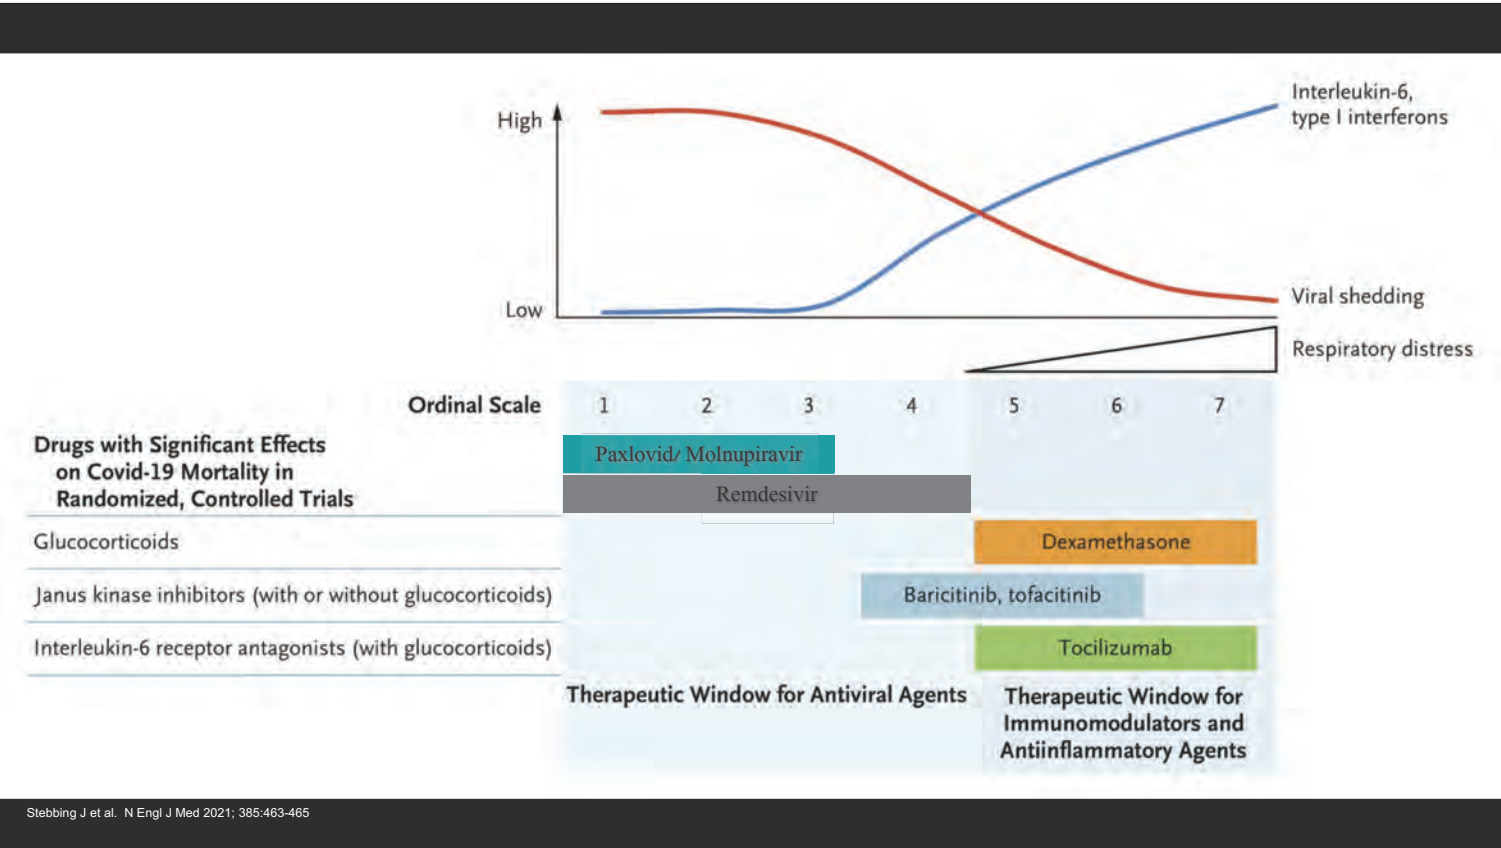 High
Interleukin-6,
type I interferons
Low
Viral shedding
Respiratory distress
Ordinal Scale 1 2 3 4 5 6 7
Drugs with Significant Effects
on Covid-19 Mortality in
Randomized, Controlled Trials
Paxlovid/ Molnupiravir
Remdesivir
Glucocorticoids
Dexamethasone
Janus kinase inhibitors (with or without glucocorticoids)
Baricitinib, tofacitinib
Interleukin-6 receptor antagonists (with glucocorticoids)
Tocilizumab
Therapeutic Window for Antiviral Agents
Therapeutic Window for
Immunomodulators and
Antiinflammatory Agents
Stebbing J et al. N Engl J Med 2021; 385:463-465